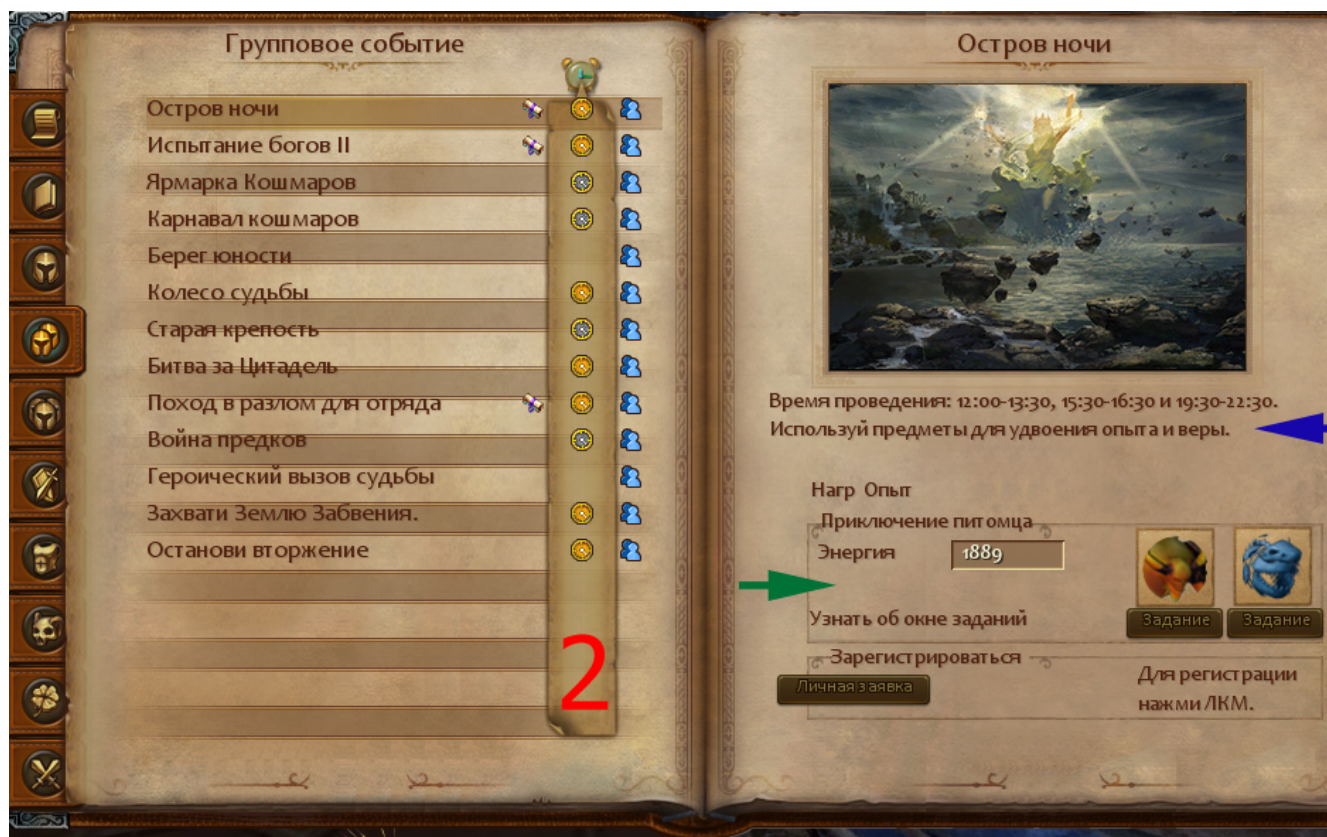 Групповое событие
Остров ночи
Испытание богов II
Ярмарка Кошмаров
Карнавал кошмаров
Берег юности
Колесо судьбы
Старая крепость
Битва за Цитадель
Поход в разлом для отряда
Война предков
Героический вызов судьбы
Захвати Землю Забвения.
Останови вторжение
2
Остров ночи
Время проведения: 12:00-13:30, 15:30-16:30 и 19:30-22:30.
Используй предметы для удвоения опыта и веры.
Нагр Опыт
Приключение питомца
Энергия 1889
Узнать об окне заданий Задание Задание
Зарегистрироваться
Личная заявка
Для регистрации
нажми ЛКМ.